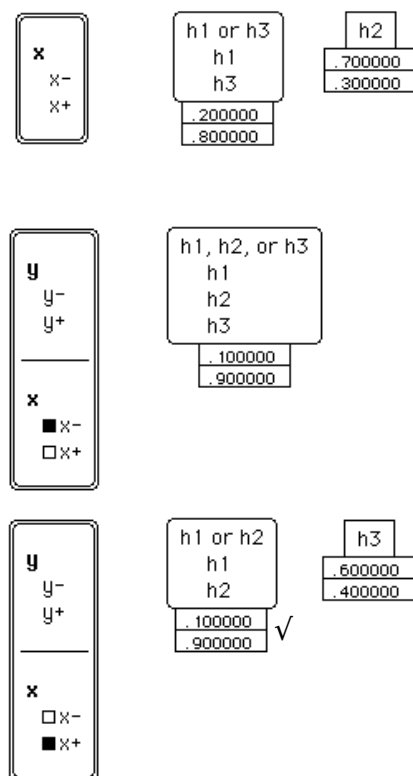 x
x-
x+
h1 or h3
h1
h3
.200000
.800000
h2
.700000
.300000
y
y-
y+
x
■x-
□x+
h1, h2, or h3
h1
h2
h3
.100000
.900000
y
y-
y+
x
□x-
■x+
h1 or h2
h1
h2
.100000
.900000 √
h3
.600000
.400000